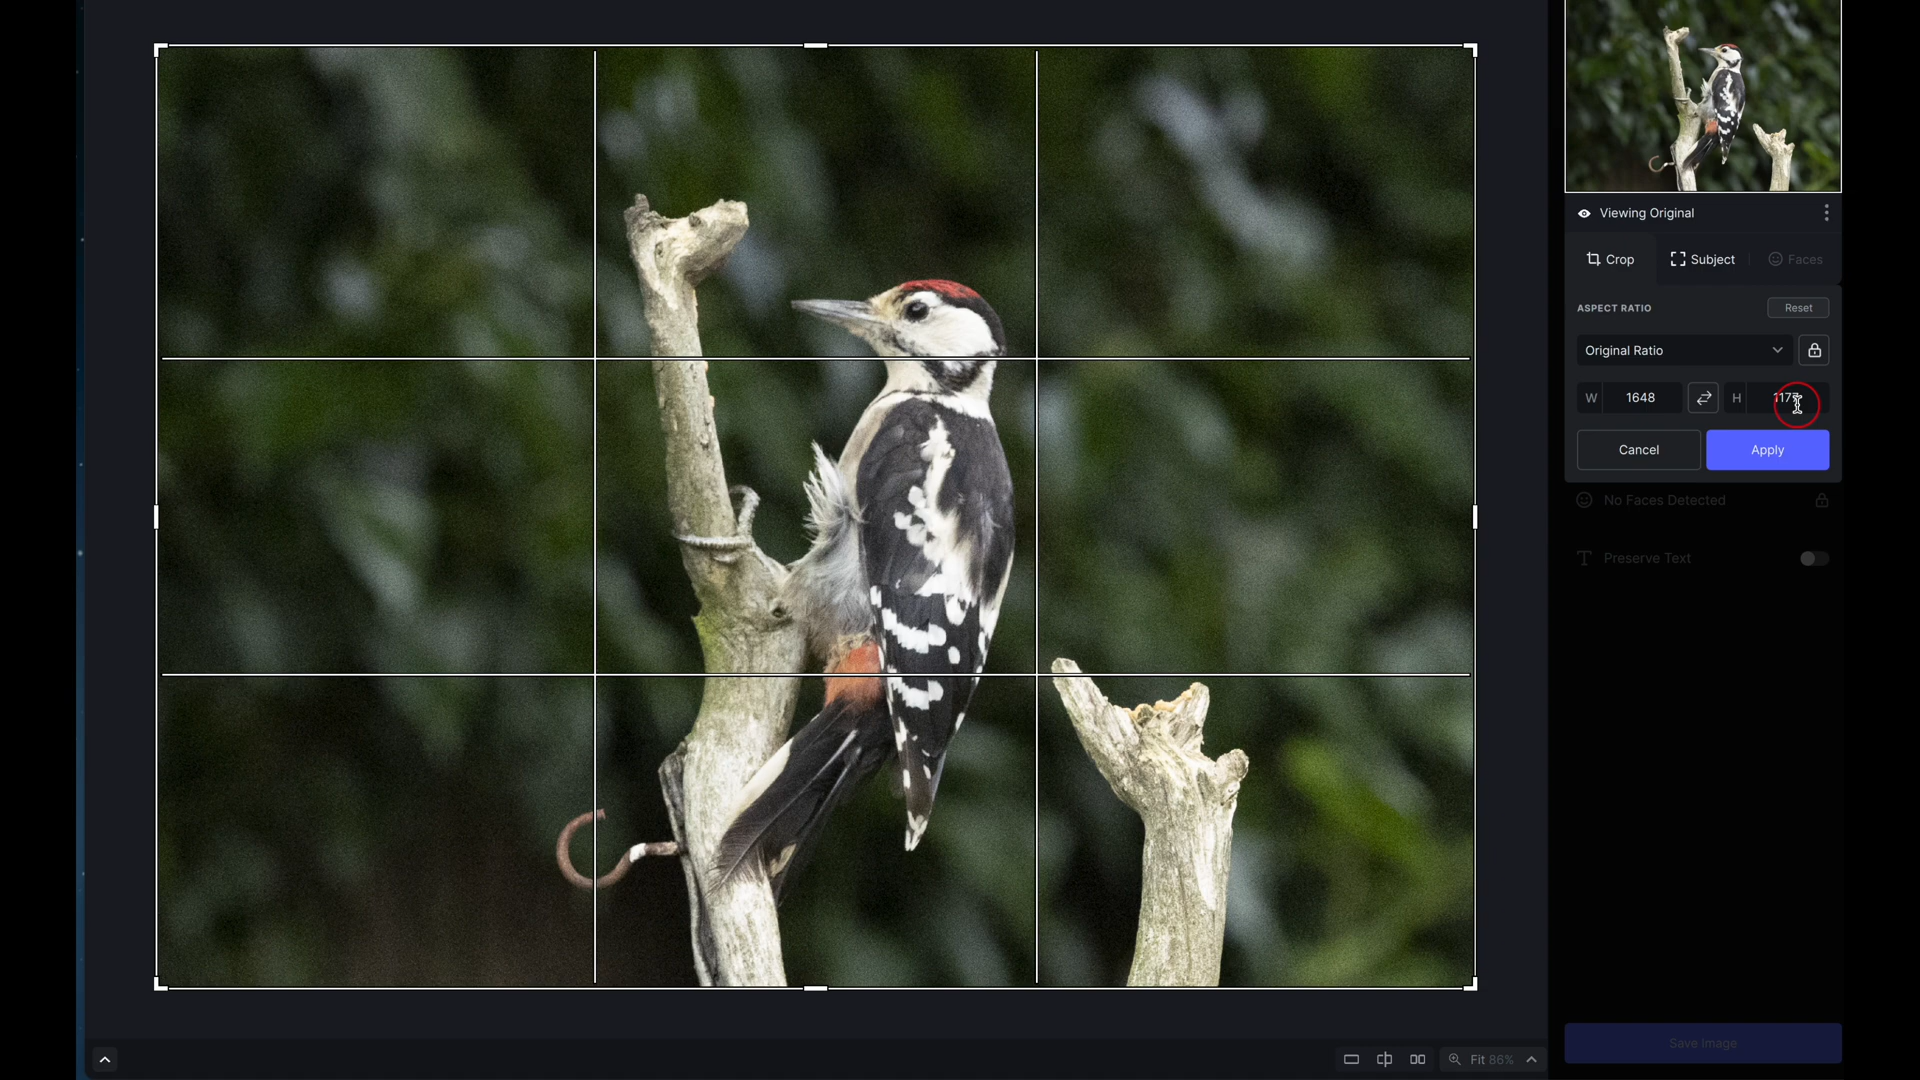 Viewing Original
Crop
Subject
Faces
ASPECT RATIO
Reset
Original Ratio
W
1648
H
Cancel
Apply
No Faces Detected
T
Preserve Text
Save Image
Fit 86%